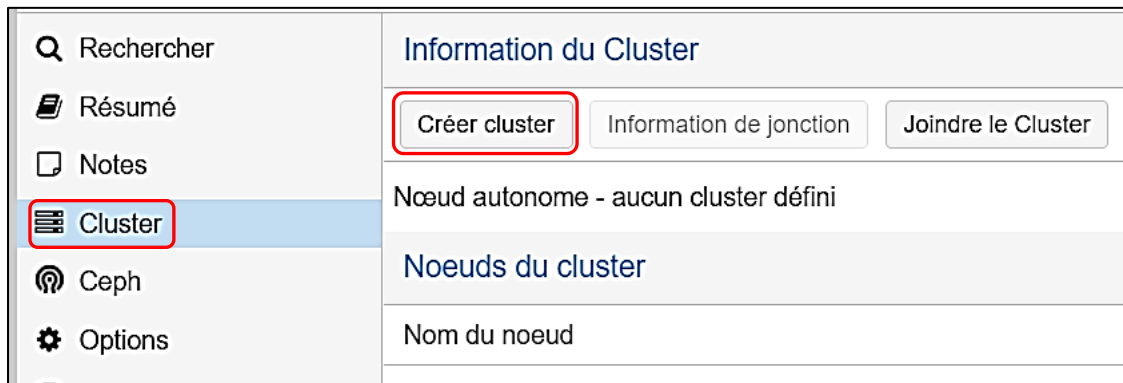 Rechercher
Résumé
Notes
Cluster
Ceph
Options
Information du Cluster
Créer cluster
Information de jonction
Joindre le Cluster
Nœud autonome - aucun cluster défini
Noeuds du cluster
Nom du noeud